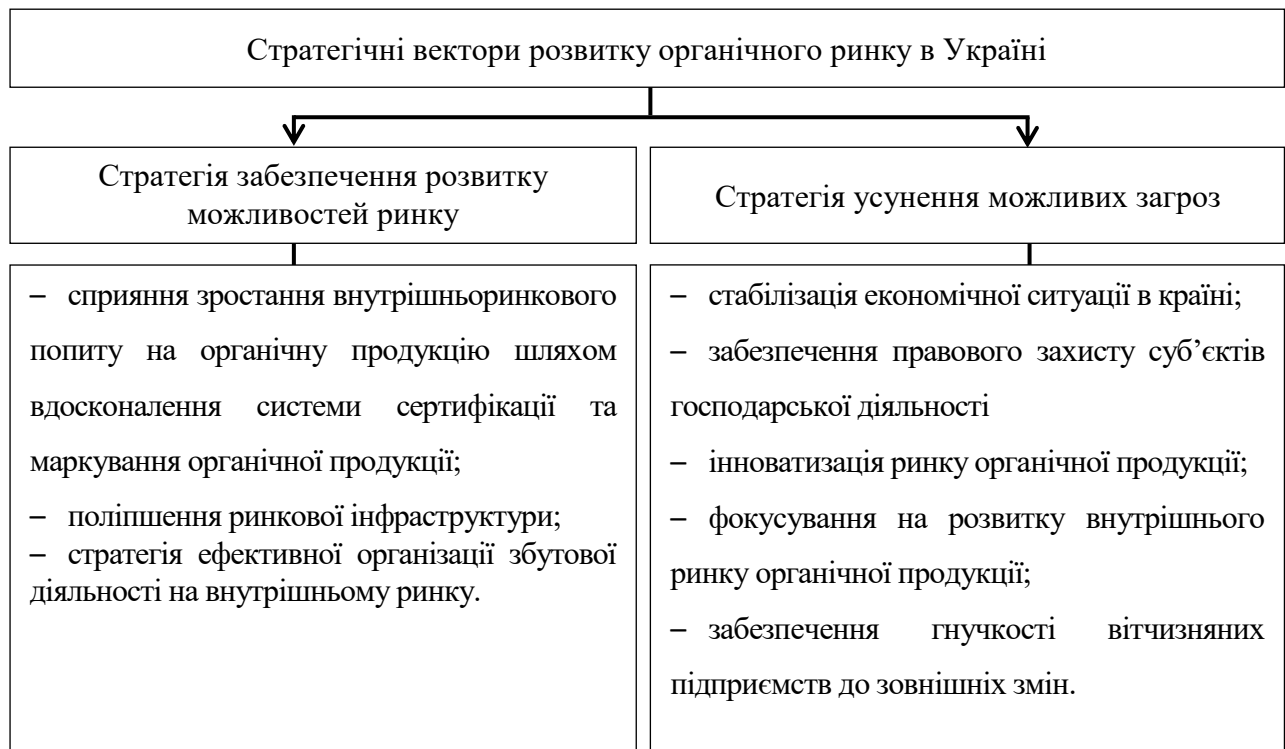 Стратегічні вектори розвитку органічного ринку в Україні
Стратегія забезпечення розвитку
можливостей ринку
Стратегія усунення можливих загроз
– сприяння зростання внутрішньоринкового
попиту на органічну продукцію шляхом
вдосконалення системи сертифікації та
маркування органічної продукції;
– поліпшення ринкової інфраструктури;
– стратегія ефективної організації збутової
діяльності на внутрішньому ринку.
– стабілізація економічної ситуації в країні;
– забезпечення правового захисту суб’єктів
господарської діяльності
– інноватизація ринку органічної продукції;
– фокусування на розвитку внутрішнього
ринку органічної продукції;
– забезпечення гнучкості вітчизняних
підприємств до зовнішніх змін.